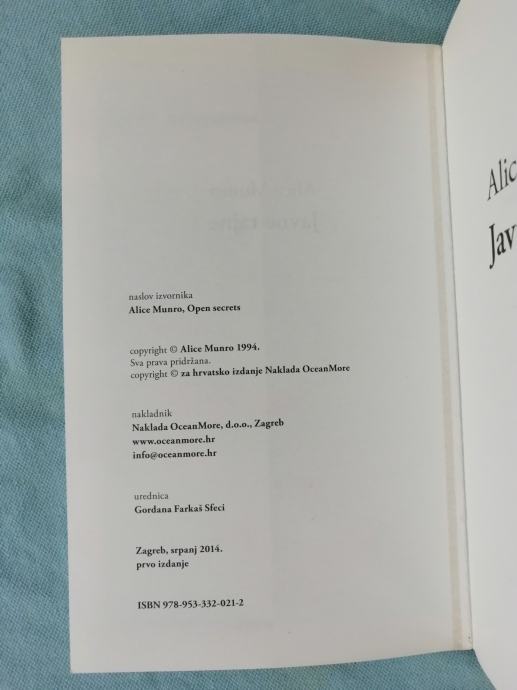 naslov izvornika
Alice Munro, Open secrets
copyright © Alice Munro 1994.
Sva prava pridržana.
copyright © za hrvatsko izdanje Naklada OceanMore
nakladnik
Naklada OceanMore, d.o.o., Zagreb
www.oceanmore.hr
info@oceanmore.hr
urednica
Gordana Farkaš Sfeci
Zagreb, srpanj 2014.
prvo izdanje
ISBN 978-953-332-021-2
Alic
Jav